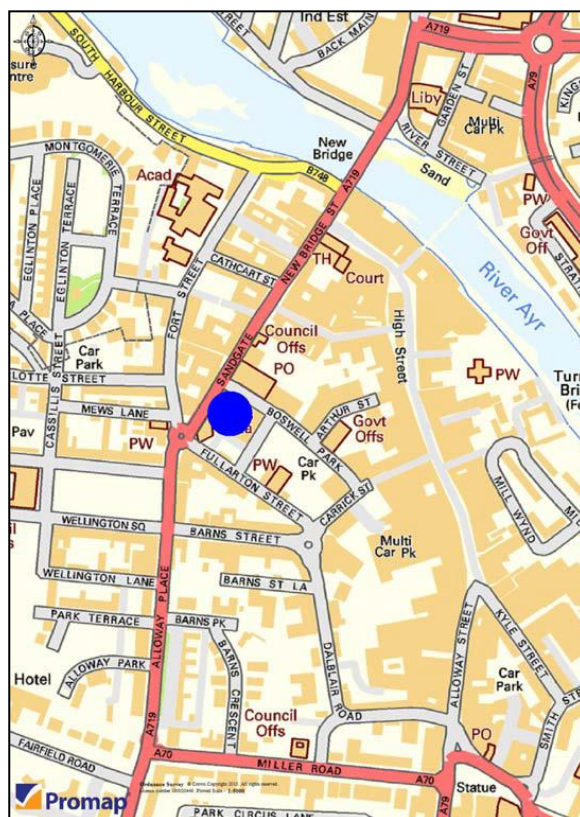 Ind Est
A719
BACK MAIN
SOUTH HARBOUR STREET
Liby
GARDEN ST
A79
Multi
Car Pk
RIVER STREET
New
Bridge
Sand
B748
A719
MONTGOMERIE TERRACE
Acad
PW
Govt
Off
EGLINTON PLACE
EGLINTON TERRACE
CATHCART ST
NEW BRIDGE ST
TH
Court
River Ayr
FORT STREET
High Street
Car
Park
SANDGATE
Council
Offs
PO
PW
CASSILLIS STREET
MEWS LANE
Pav
PW
BOSWELL PARK
ARTHUR ST
Govt
Offs
FULLARTON STREET
PW
Car
Pk
CARRICK ST
MILL WYND
WELLINGTON SQ
BARNS STREET
Multi
Car Pk
WELLINGTON LANE
BARNS ST LA
PARK TERRACE
BARNS PK
ALLOWAY PLACE
ALLOWAY PARK
BARNS CRESCENT
DALBLAIR ROAD
ALLOWAY STREET
KYLE STREET
Car
Park
SMITH ST
Hotel
Council
Offs
PO
A719
FAIRFIELD ROAD
A70
MILLER ROAD
A70
A79
Statue
PARK CIRCUS LANE
Promap